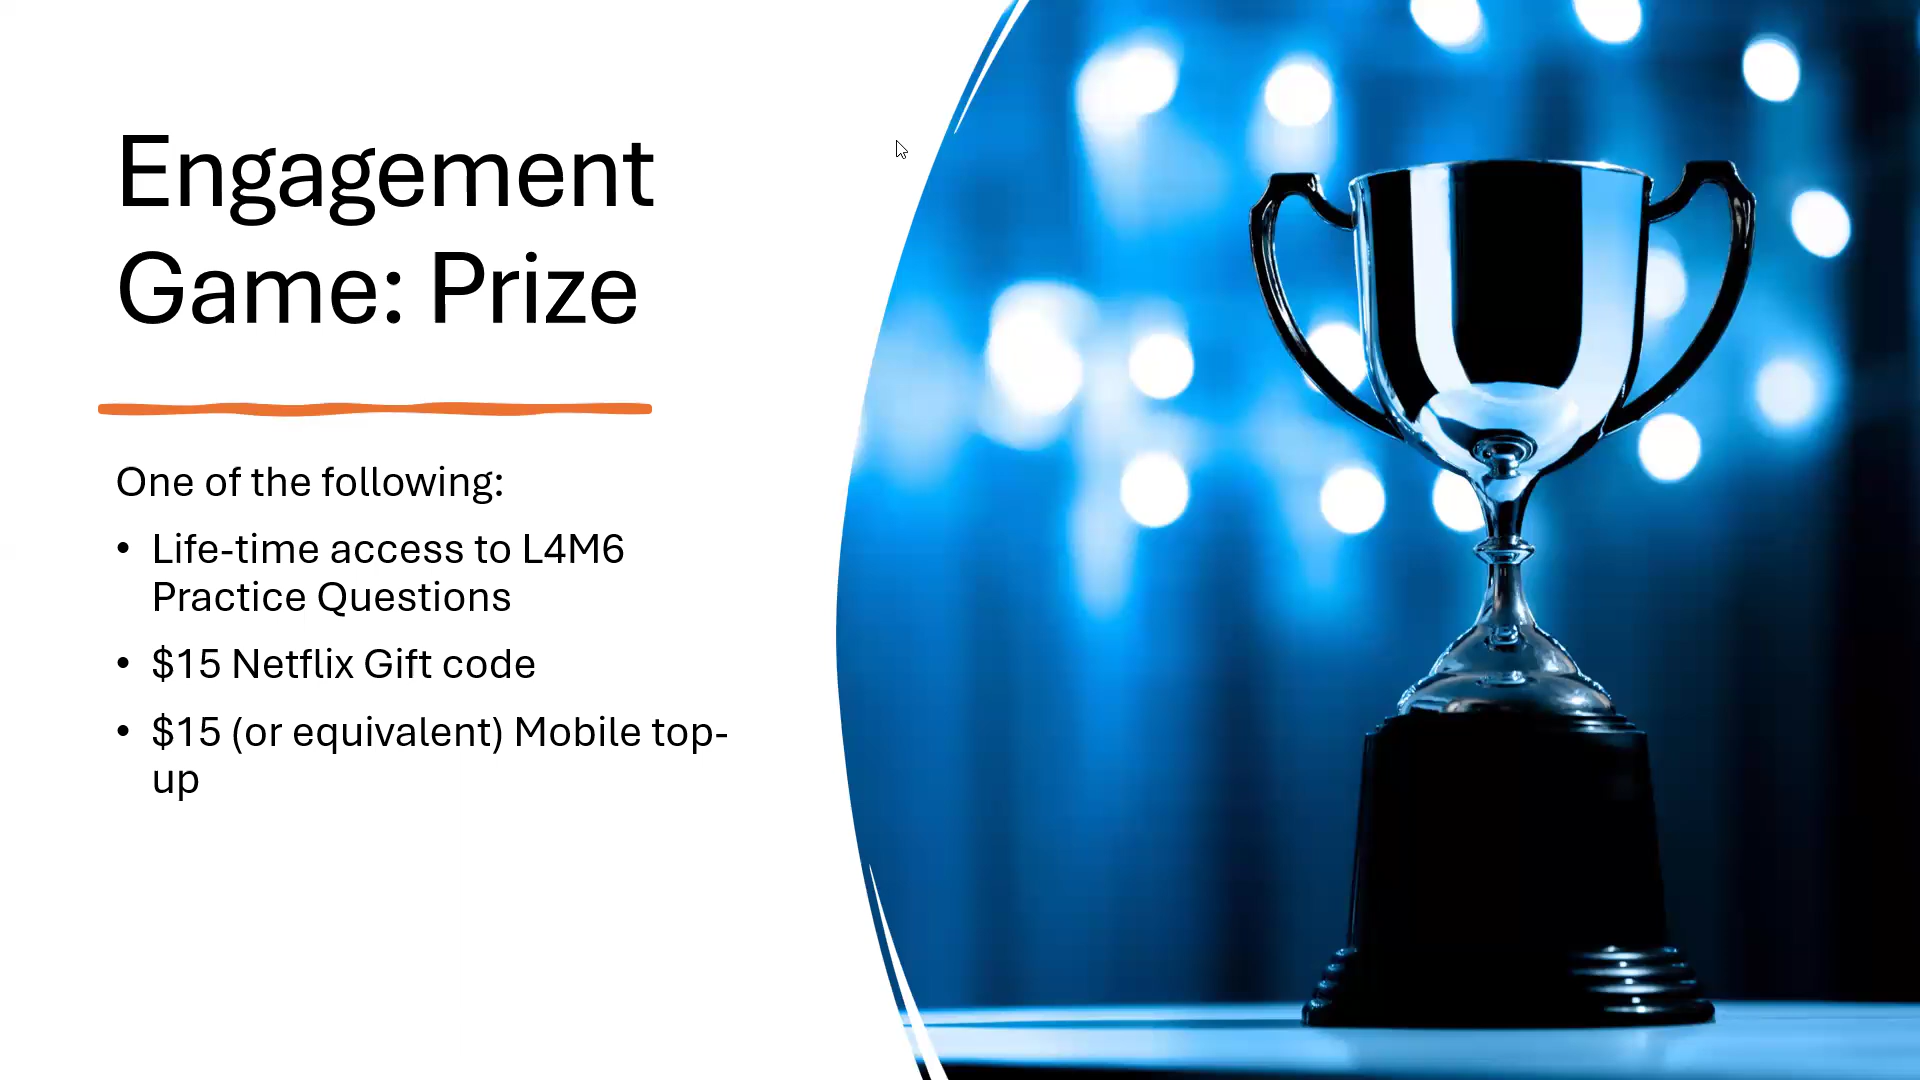 Engagement
Game: Prize
One of the following:
• Life-time access to L4M6
Practice Questions
• $15 Netflix Gift code
• $15 (or equivalent) Mobile top-
up